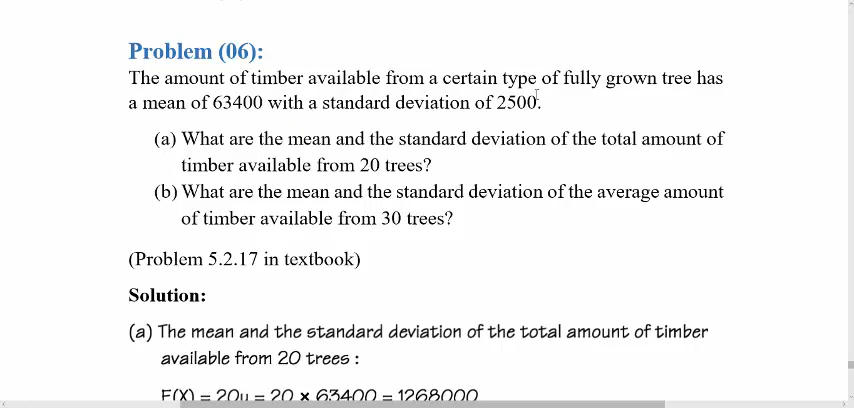 Problem (06):
The amount of timber available from a certain type of fully grown tree has
a mean of 63400 with a standard deviation of 2500.
(a) What are the mean and the standard deviation of the total amount of
timber available from 20 trees?
(b) What are the mean and the standard deviation of the average amount
of timber available from 30 trees?
(Problem 5.2.17 in textbook)
Solution:
(a) The mean and the standard deviation of the total amount of timber
available from 20 trees :
E(X) = 20μ = 20 × 63400 = 1268000